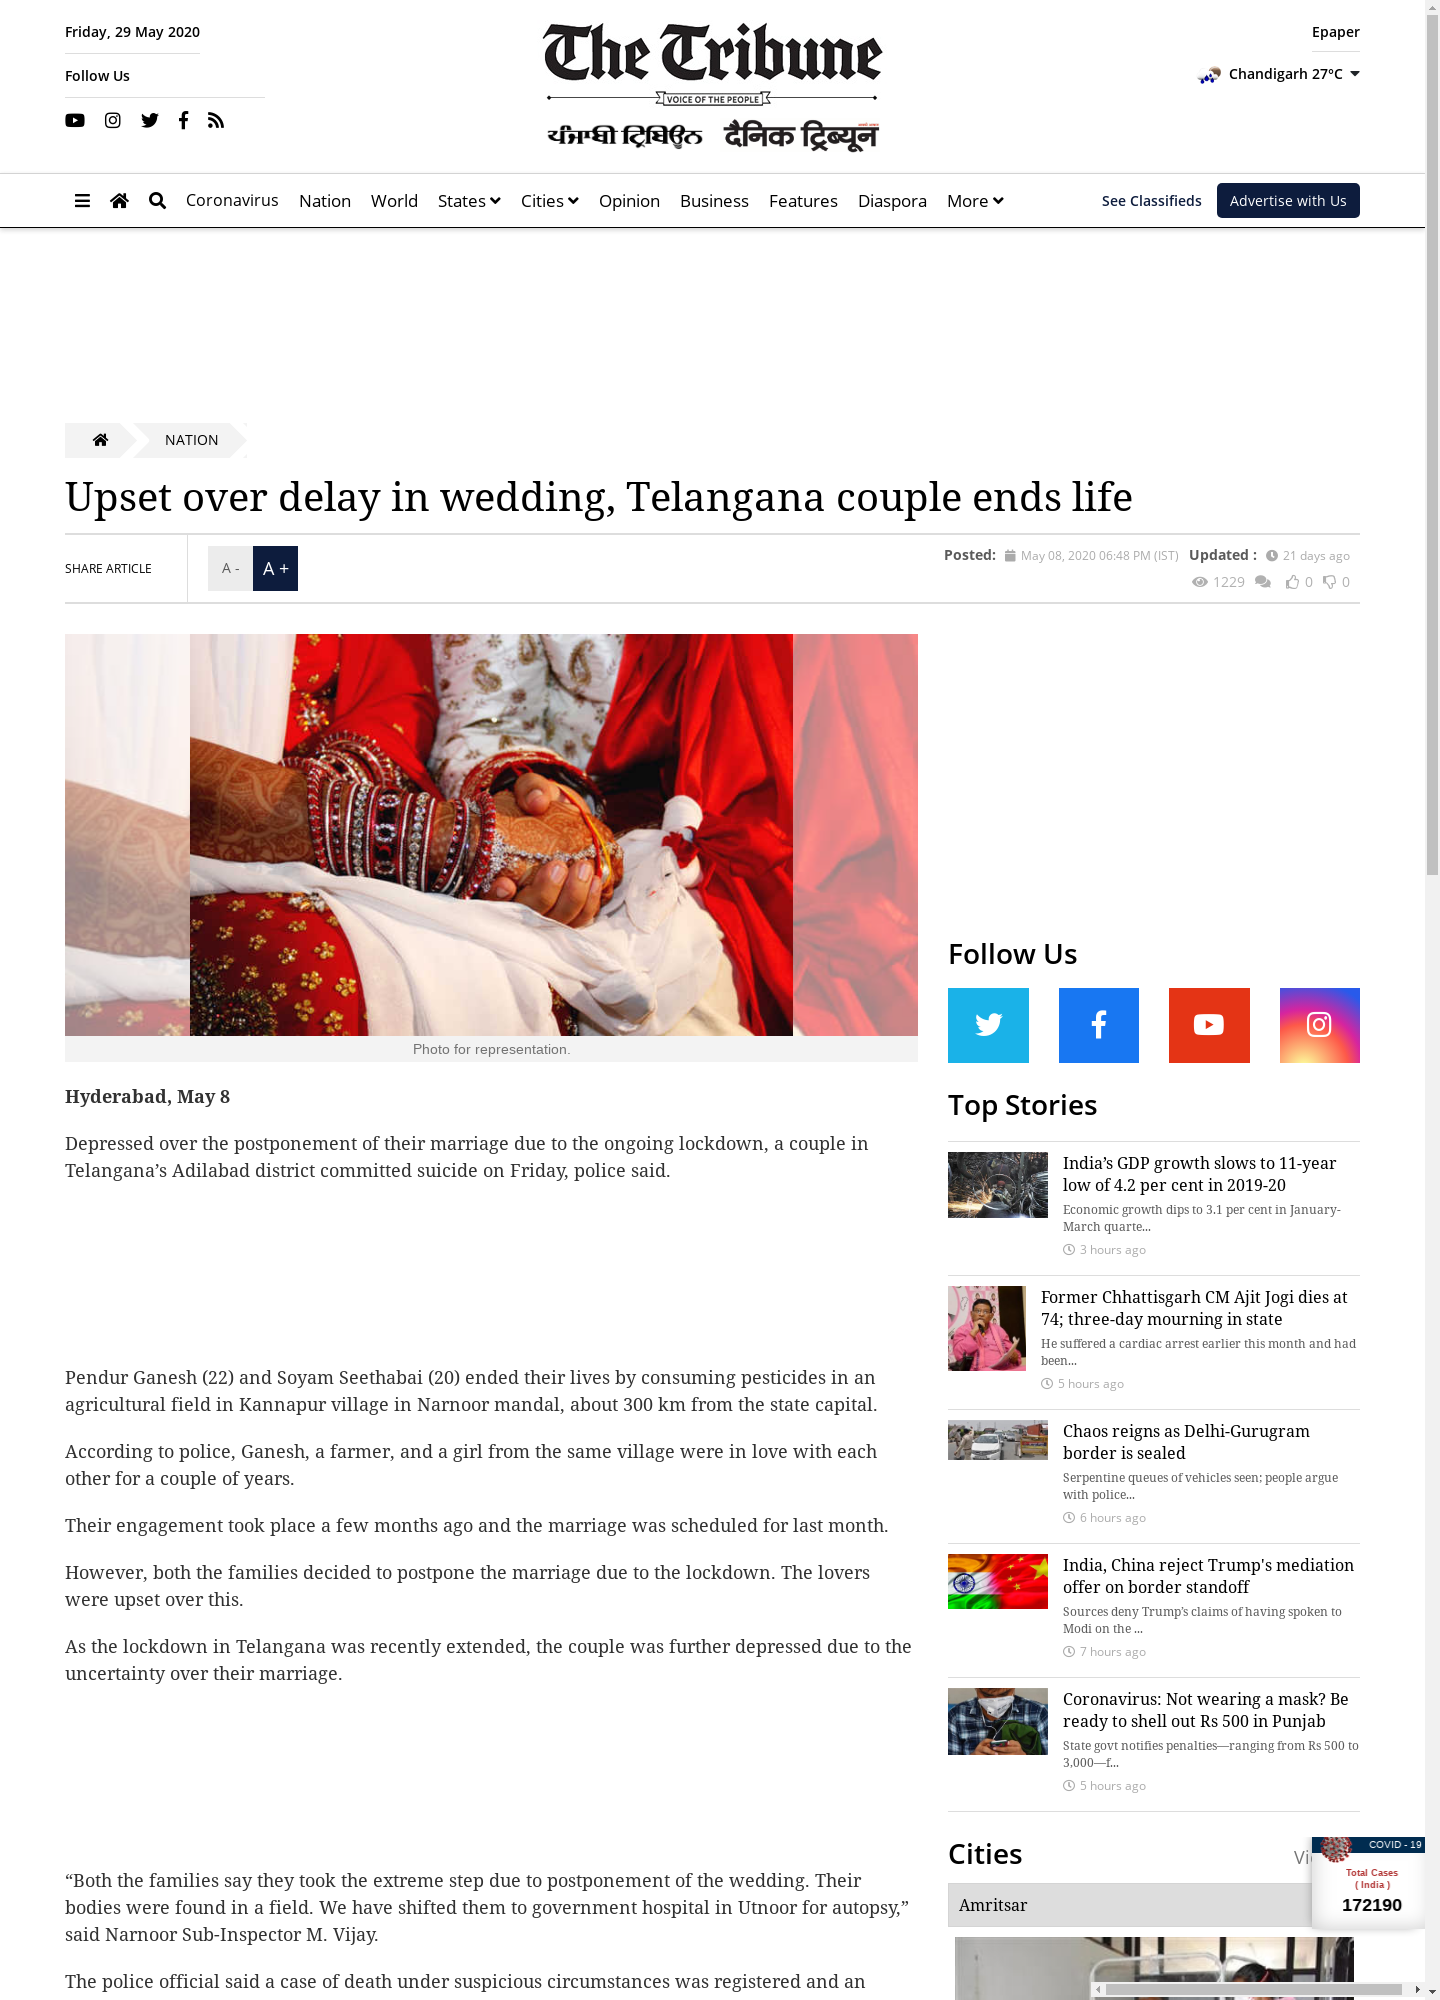 Friday, 29 May 2020
Follow Us
The Tribune
VOICE OF THE PEOPLE
ਪੰਜਾਬੀ ਟ੍ਰਿਬਿਊਨ दैनिक ट्रिब्यून
Epaper
Chandigarh 27°C
Coronavirus Nation World States Cities Opinion Business Features Diaspora More See Classifieds Advertise with Us
NATION
Upset over delay in wedding, Telangana couple ends life
SHARE ARTICLE
A - A +
Posted: May 08, 2020 06:48 PM (IST) Updated : 21 days ago
1229 0 0
Photo for representation.
Hyderabad, May 8
Depressed over the postponement of their marriage due to the ongoing lockdown, a couple in
Telangana’s Adilabad district committed suicide on Friday, police said.
Pendur Ganesh (22) and Soyam Seethabai (20) ended their lives by consuming pesticides in an
agricultural field in Kannapur village in Narnoor mandal, about 300 km from the state capital.
According to police, Ganesh, a farmer, and a girl from the same village were in love with each
other for a couple of years.
Their engagement took place a few months ago and the marriage was scheduled for last month.
However, both the families decided to postpone the marriage due to the lockdown. The lovers
were upset over this.
As the lockdown in Telangana was recently extended, the couple was further depressed due to the
uncertainty over their marriage.
“Both the families say they took the extreme step due to postponement of the wedding. Their
bodies were found in a field. We have shifted them to government hospital in Utnoor for autopsy,”
said Narnoor Sub-Inspector M. Vijay.
The police official said a case of death under suspicious circumstances was registered and an
Follow Us
Top Stories
India’s GDP growth slows to 11-year
low of 4.2 per cent in 2019-20
Economic growth dips to 3.1 per cent in January-
March quarte...
3 hours ago
Former Chhattisgarh CM Ajit Jogi dies at
74; three-day mourning in state
He suffered a cardiac arrest earlier this month and had
been...
5 hours ago
Chaos reigns as Delhi-Gurugram
border is sealed
Serpentine queues of vehicles seen; people argue
with police...
6 hours ago
India, China reject Trump's mediation
offer on border standoff
Sources deny Trump’s claims of having spoken to
Modi on the ...
7 hours ago
Coronavirus: Not wearing a mask? Be
ready to shell out Rs 500 in Punjab
State govt notifies penalties—ranging from Rs 500 to
3,000—f...
5 hours ago
Cities
Amritsar
COVID - 19
Total Cases
( India )
172190